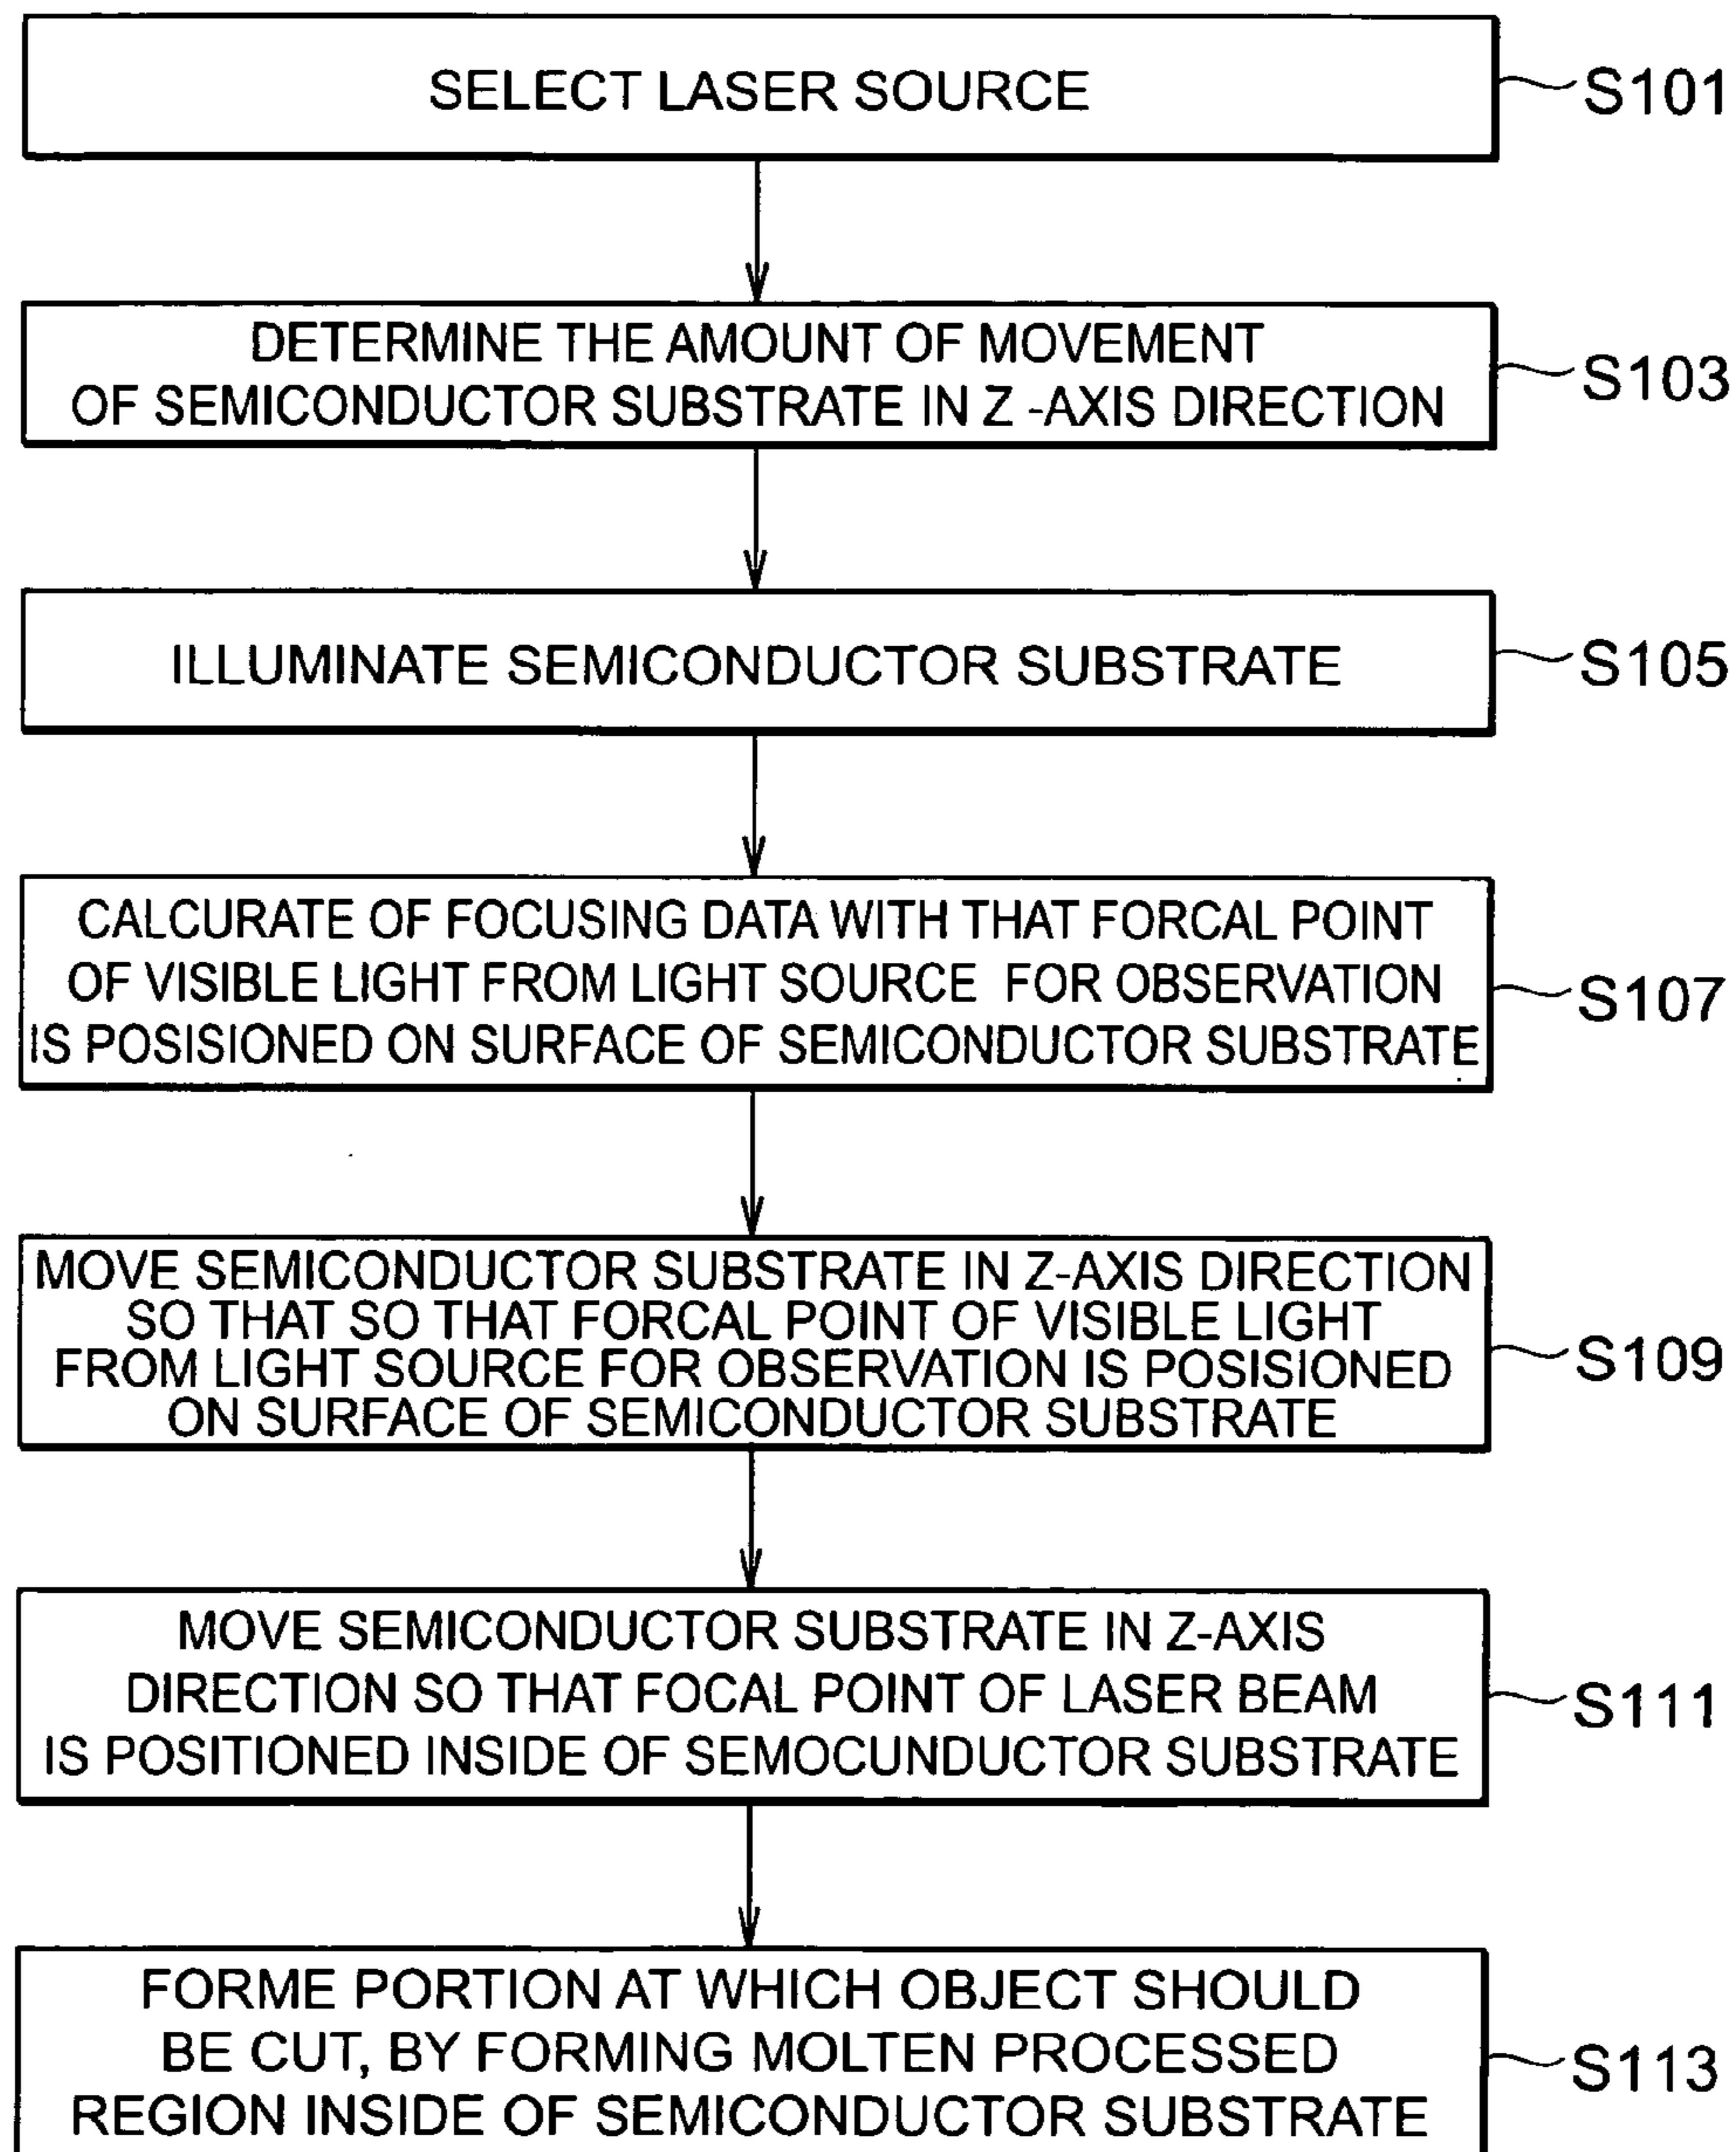 SELECT LASER SOURCE
S101
DETERMINE THE AMOUNT OF MOVEMENT
OF SEMICONDUCTOR SUBSTRATE IN Z -AXIS DIRECTION
S103
ILLUMINATE SEMICONDUCTOR SUBSTRATE
S105
CALCURATE OF FOCUSING DATA WITH THAT FORCAL POINT
OF VISIBLE LIGHT FROM LIGHT SOURCE FOR OBSERVATION
IS POSISIONED ON SURFACE OF SEMICONDUCTOR SUBSTRATE
S107
MOVE SEMICONDUCTOR SUBSTRATE IN Z-AXIS DIRECTION
SO THAT SO THAT FORCAL POINT OF VISIBLE LIGHT
FROM LIGHT SOURCE FOR OBSERVATION IS POSISIONED
ON SURFACE OF SEMICONDUCTOR SUBSTRATE
S109
MOVE SEMICONDUCTOR SUBSTRATE IN Z-AXIS
DIRECTION SO THAT FOCAL POINT OF LASER BEAM
IS POSITIONED INSIDE OF SEMOCUNDUCTOR SUBSTRATE
S111
FORME PORTION AT WHICH OBJECT SHOULD
BE CUT, BY FORMING MOLTEN PROCESSED
REGION INSIDE OF SEMICONDUCTOR SUBSTRATE
S113